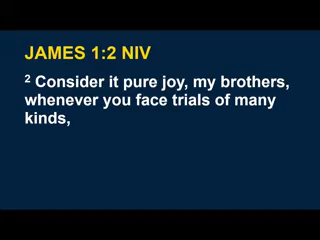 JAMES 1:2 NIV
2 Consider it pure joy, my brothers,
whenever you face trials of many
kinds,